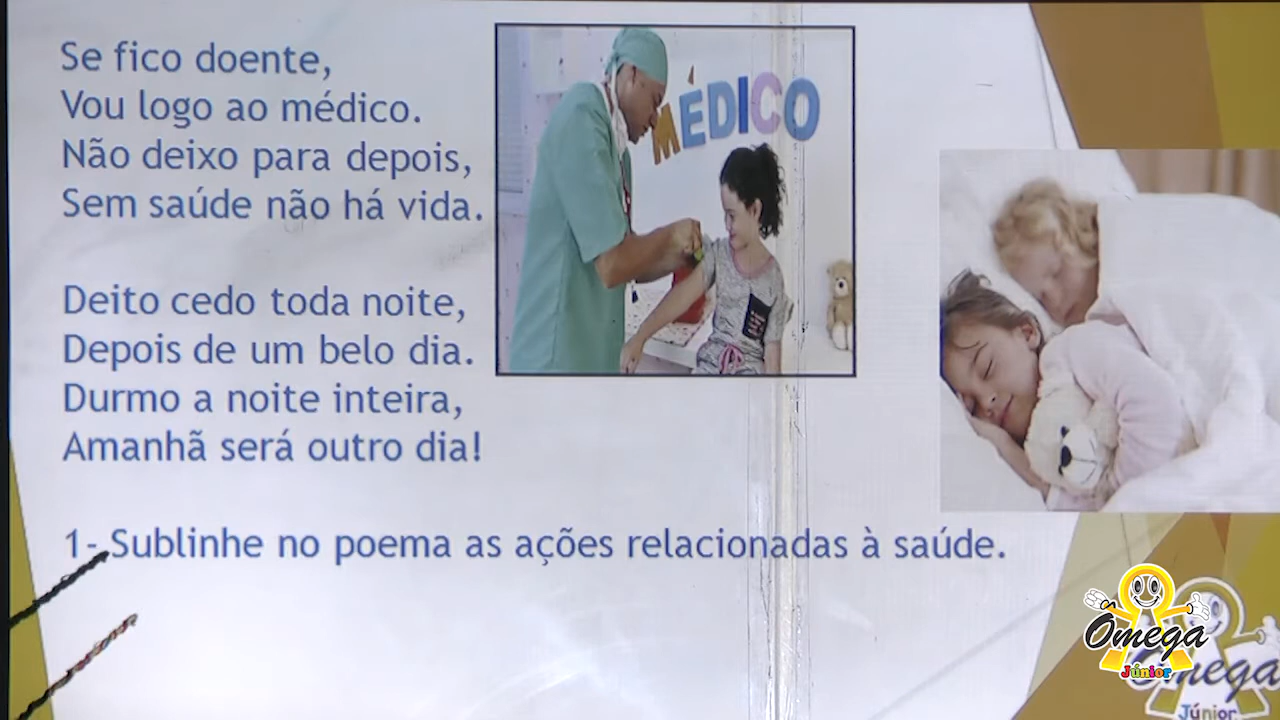 Se fico doente,
Vou logo ao médico.
Não deixo para depois,
Sem saúde não há vida.
MÉDICO
Deito cedo toda noite,
Depois de um belo dia.
Durmo a noite inteira,
Amanhã será outro dia!
1- Sublinhe no poema as ações relacionadas à saúde.
Ômega
Júnior
Ômega
Júnior